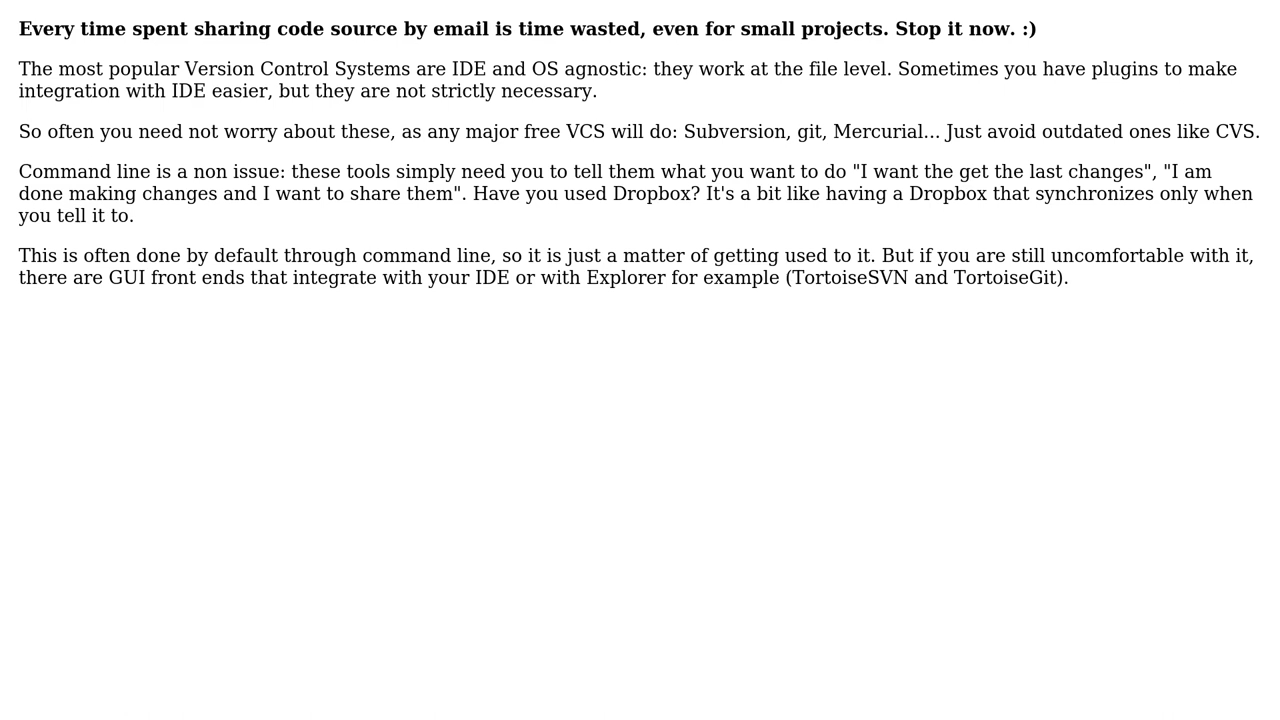 Every time spent sharing code source by email is time wasted, even for small projects. Stop it now. :)
The most popular Version Control Systems are IDE and OS agnostic: they work at the file level. Sometimes you have plugins to make
integration with IDE easier, but they are not strictly necessary.
So often you need not worry about these, as any major free VCS will do: Subversion, git, Mercurial... Just avoid outdated ones like CVS.
Command line is a non issue: these tools simply need you to tell them what you want to do "I want the get the last changes", "I am
done making changes and I want to share them". Have you used Dropbox? It's a bit like having a Dropbox that synchronizes only when
you tell it to.
This is often done by default through command line, so it is just a matter of getting used to it. But if you are still uncomfortable with it,
there are GUI front ends that integrate with your IDE or with Explorer for example (TortoiseSVN and TortoiseGit).